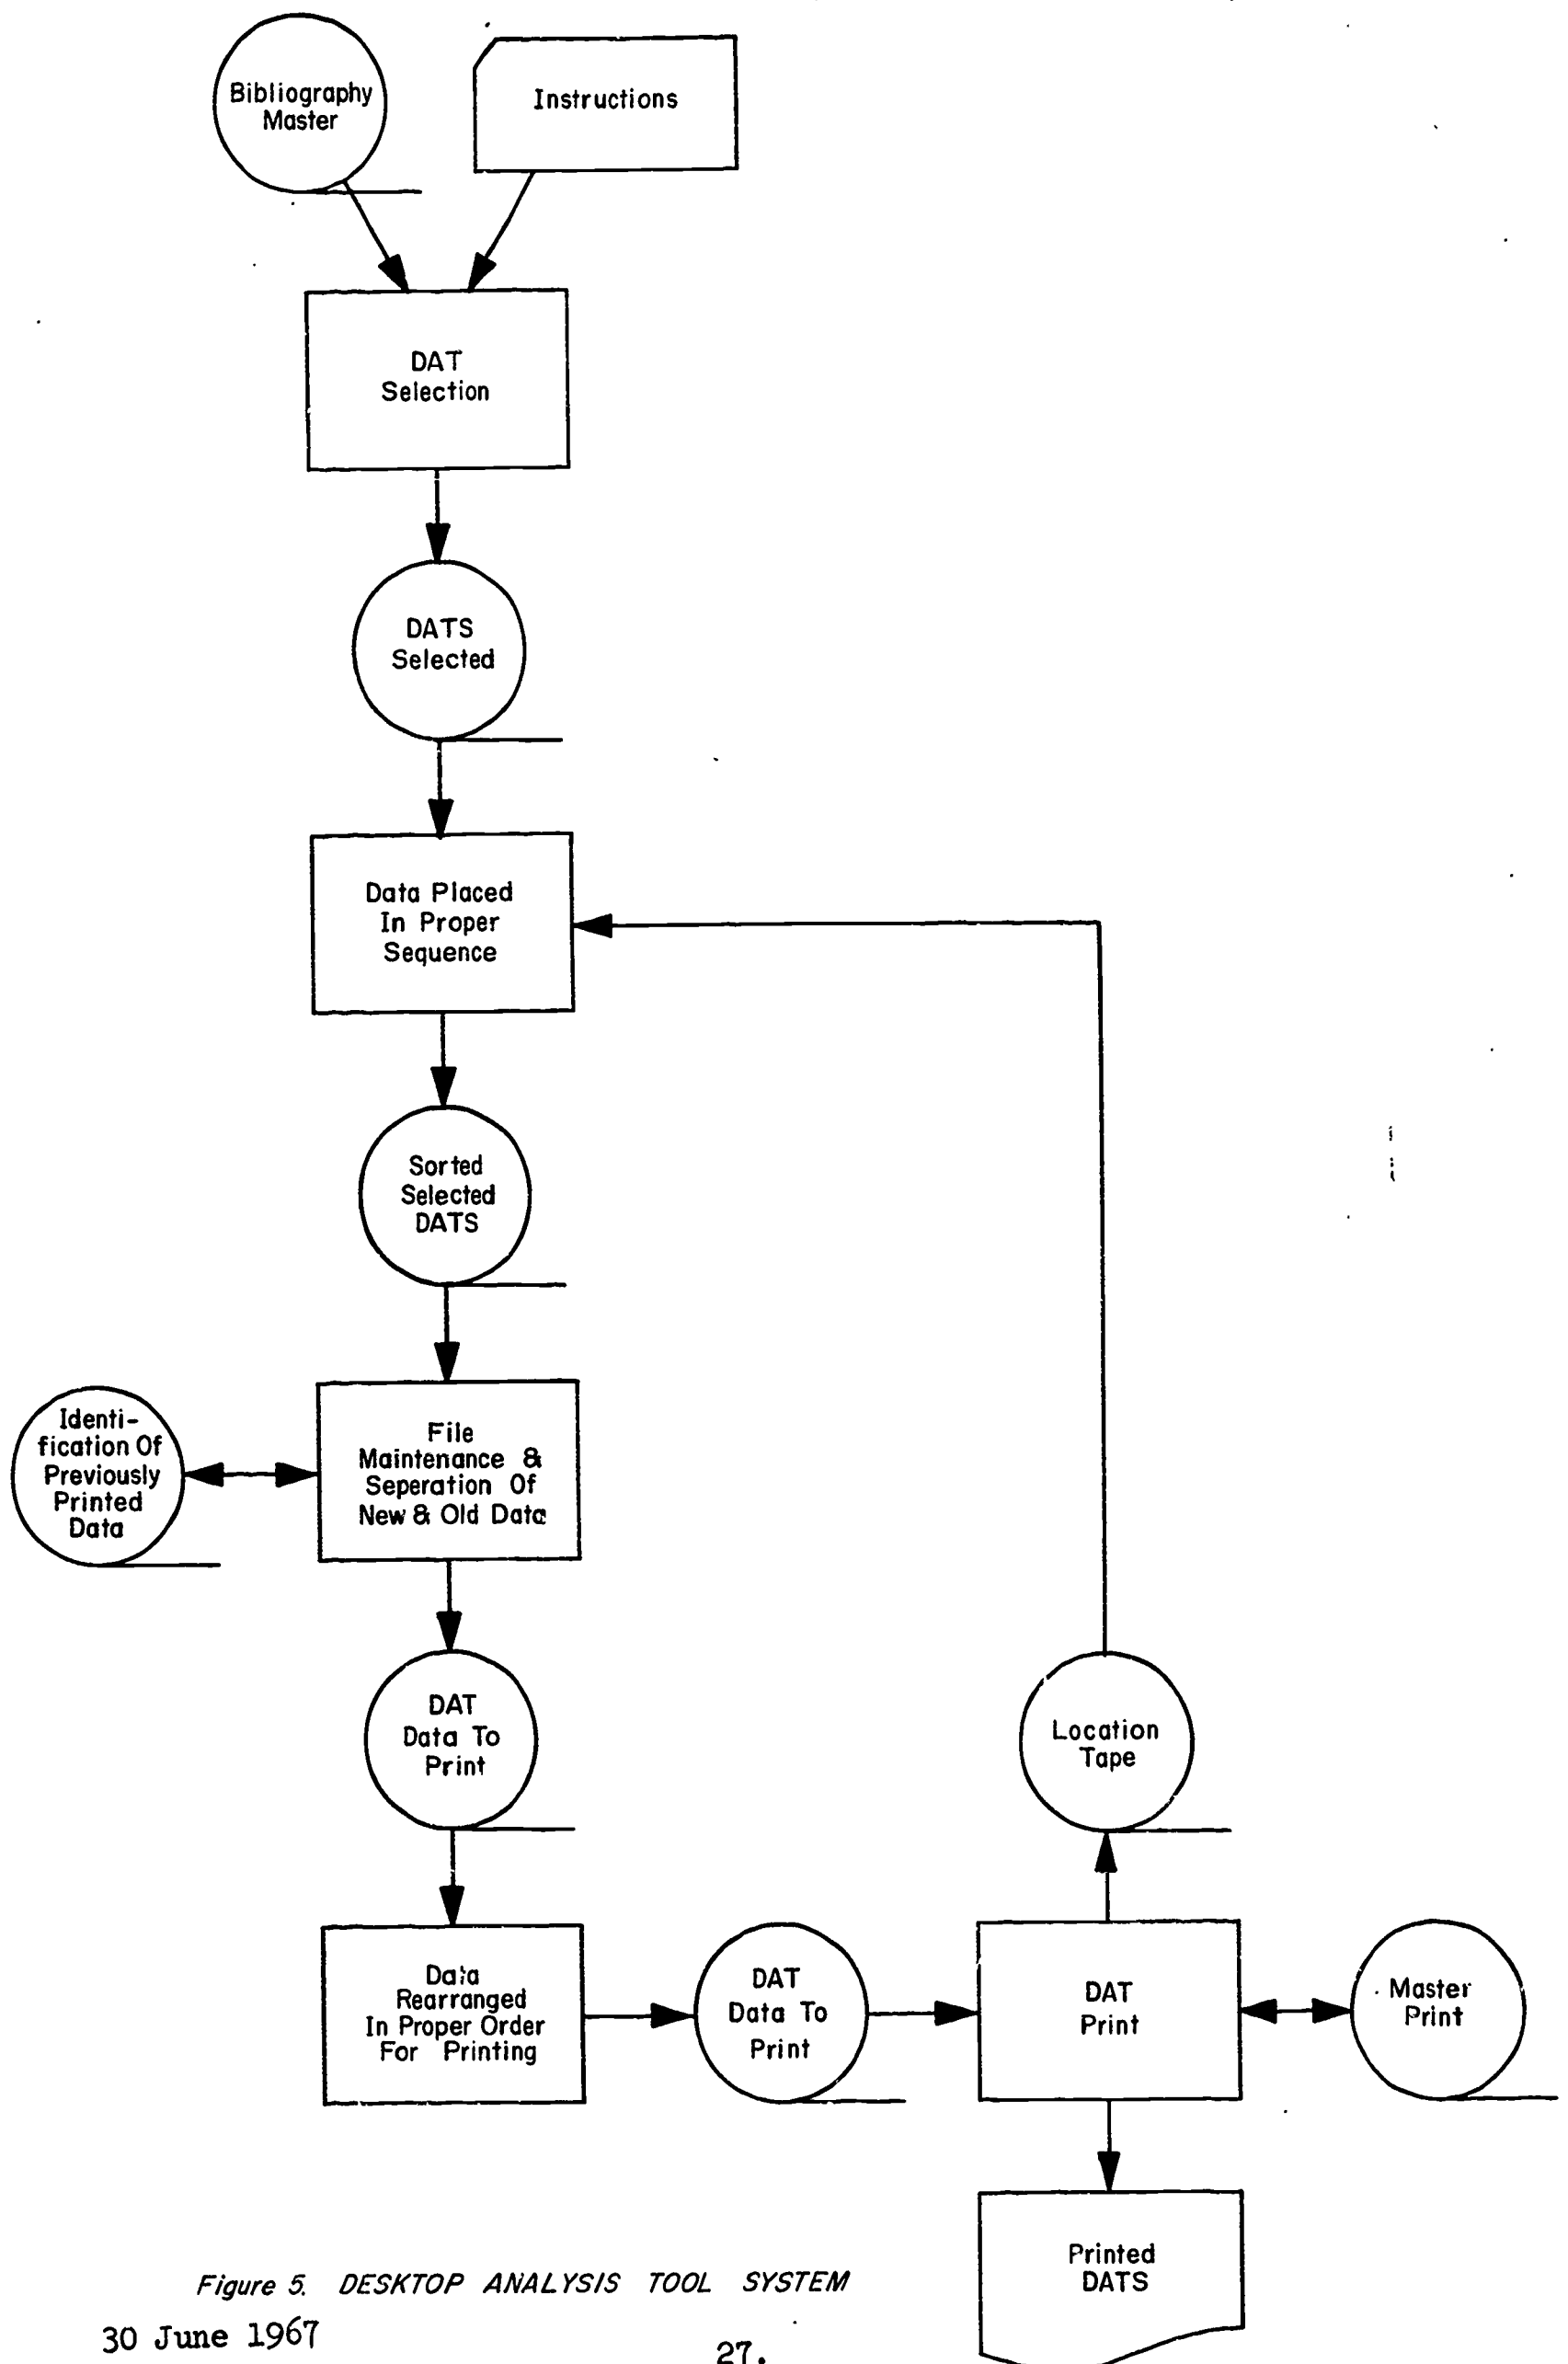 Bibliography
Master
Instructions
DAT
Selection
DATS
Selected
Data Placed
In Proper
Sequence
Sorted
Selected
DATS
Identi-
fication Of
Previously
Printed
Data
File
Maintenance &
Seperation Of
New & Old Data
DAT
Data To
Print
Location
Tape
Data
Rearranged
In Proper Order
For Printing
DAT
Data To
Print
DAT
Print
Master
Print
Printed
DATS
Figure 5. DESKTOP ANALYSIS TOOL SYSTEM
30 June 1967
27.